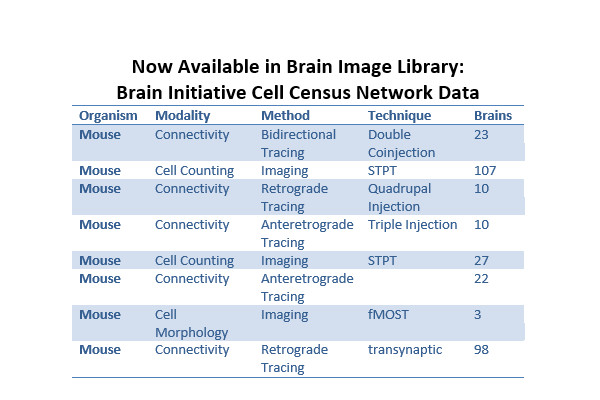 Now Available in Brain Image Library:
Brain Initiative Cell Census Network Data
Organism Modality Method Technique Brains
Mouse Connectivity Bidirectional Double 23
Tracing Coinjection
Mouse Cell Counting Imaging STPT 107
Mouse Connectivity Retrograde Quadrupal 10
Tracing Injection
Mouse Connectivity Anteretrograde Triple Injection 10
Tracing
Mouse Cell Counting Imaging STPT 27
Mouse Connectivity Anteretrograde 22
Tracing
Mouse Cell Imaging fMOST 3
Morphology
Mouse Connectivity Retrograde transynaptic 98
Tracing